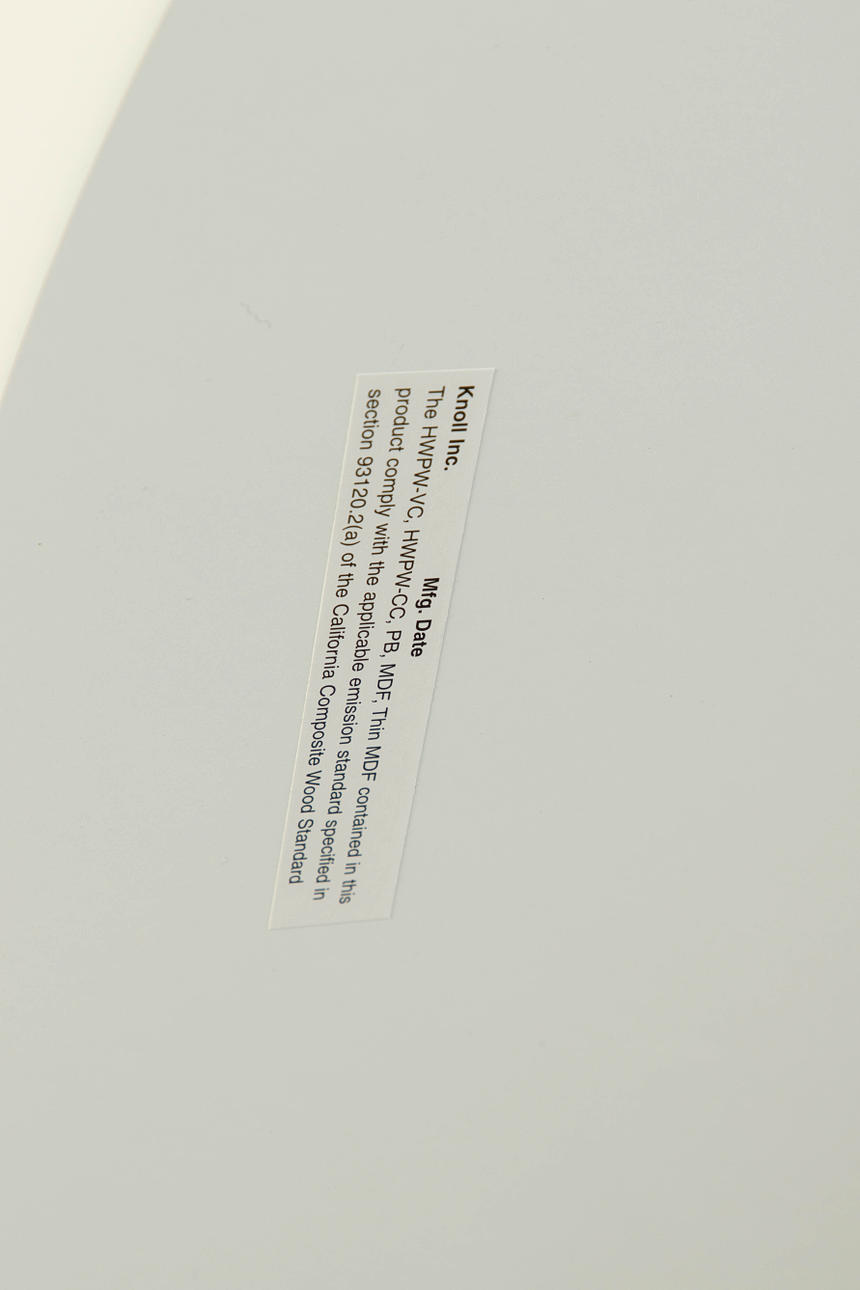 Knoll Inc. Mfg. Date
The HWPW-VC, HWPW-CC, PB, MDF, Thin MDF contained in this
product comply with the applicable emission standard specified in
section 93120.2(a) of the California Composite Wood Standard